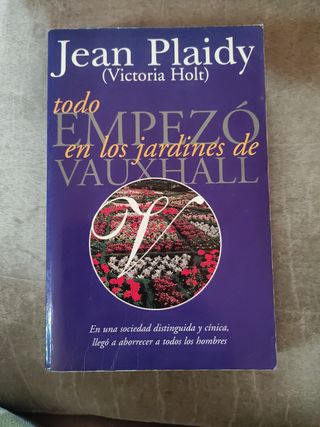 Jean Plaidy
(Victoria Holt)
todo
EMPEZÓ
en los jardines de
VAUXHALL
V
En una sociedad distinguida y cínica,
llegó a aborrecer a todos los hombres